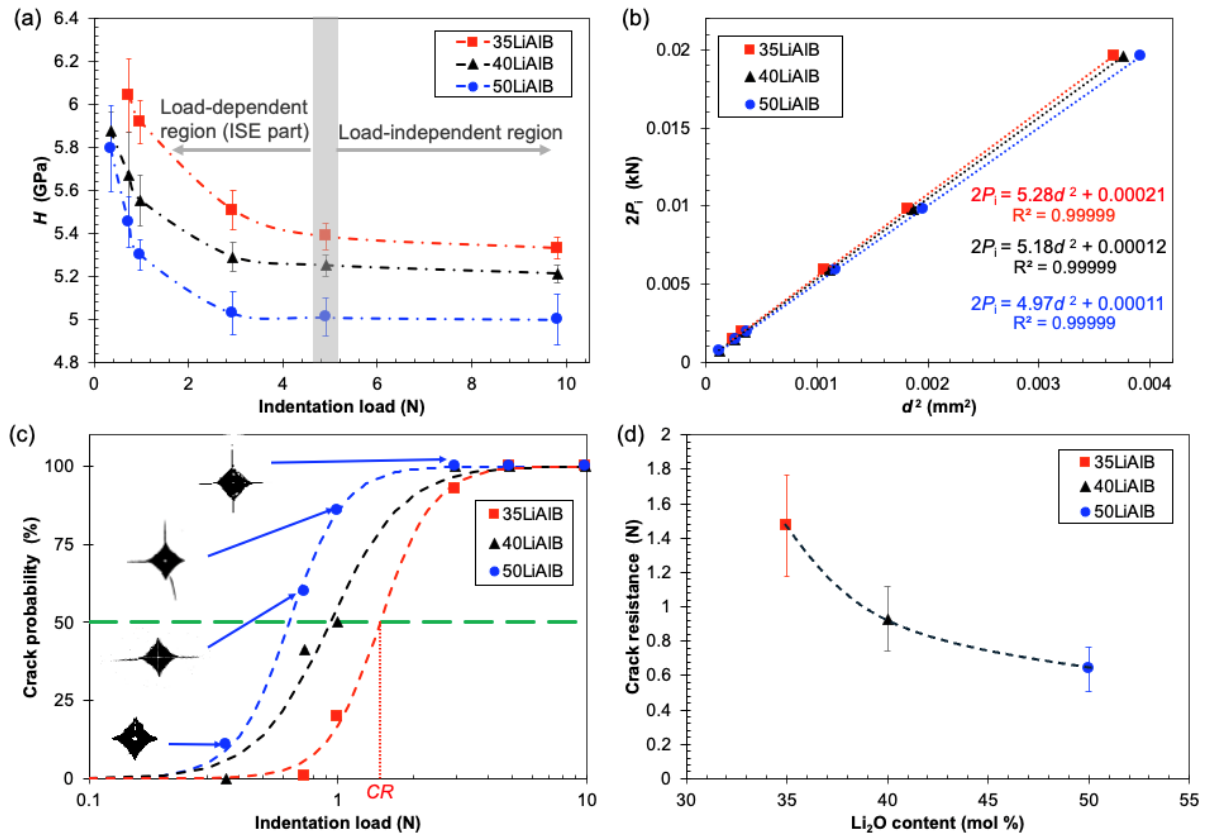 (a)
6.4
6.2
6
5.8
5.6
5.4
5.2
5
4.8
H (GPa)
35LiAlB
40LiAlB
50LiAlB
Load-dependent
region (ISE part)
Load-independent region
0 2 4 6 8 10
Indentation load (N)
(b)
0.02
0.015
0.01
0.005
0
2Pᵢ (kN)
35LiAlB
40LiAlB
50LiAlB
2Pᵢ = 5.28d² + 0.00021
R² = 0.99999
2Pᵢ = 5.18d² + 0.00012
R² = 0.99999
2Pᵢ = 4.97d² + 0.00011
R² = 0.99999
0 0.001 0.002 0.003 0.004
d² (mm²)
(c)
100
75
50
25
0
Crack probability (%)
35LiAlB
40LiAlB
50LiAlB
0.1 1 CR 10
Indentation load (N)
(d)
2
1.8
1.6
1.4
1.2
1
0.8
0.6
0.4
0.2
0
Crack resistance (N)
35LiAlB
40LiAlB
50LiAlB
30 35 40 45 50 55
Li₂O content (mol %)